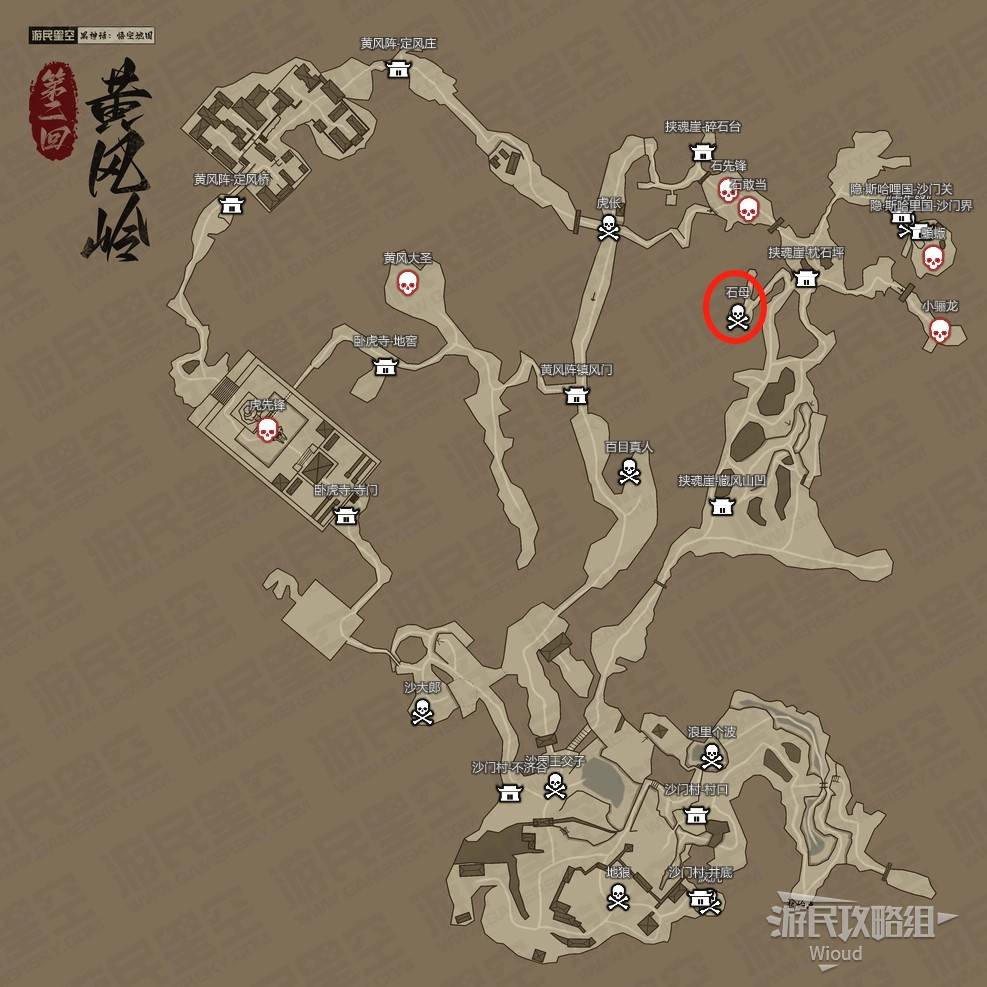 游民星空 黑神话：悟空地图
第二回
黄风岭
黄风阵-定风庄
挟魂崖-碎石台
石先锋
石敢当
黄风阵-定风桥
隐·斯哈哩国-沙门关
隐·斯哈里国-沙门界
虎伥
蝜蝂
挟魂崖-枕石坪
黄风大圣
石母
小骊龙
卧虎寺-地窖
黄风阵-镇风门
虎先锋
百目真人
挟魂崖-藏风山凹
卧虎寺-寺门
沙大郎
浪里个波
沙门村-不济谷
沙国王父子
沙门村-村口
地狼
沙门村-井底
游民攻略组
Wioud